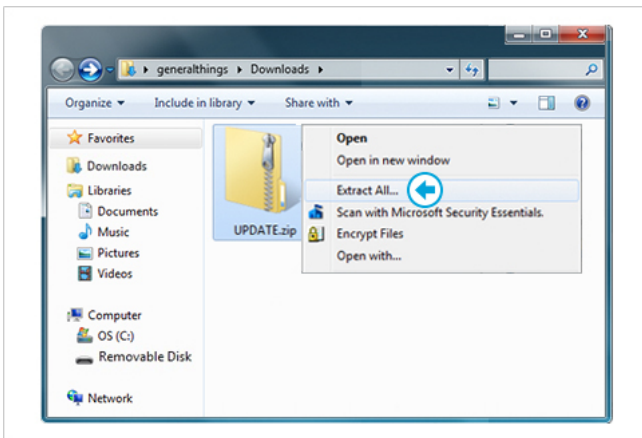 generalthings Downloads
Organize Include in library Share with
Favorites
Downloads
Libraries
Documents
Music
Pictures
Videos
Computer
OS (C:)
Removable Disk
Network
UPDATE.zip
Open
Open in new window
Extract All...
Scan with Microsoft Security Essentials.
Encrypt Files
Open with...